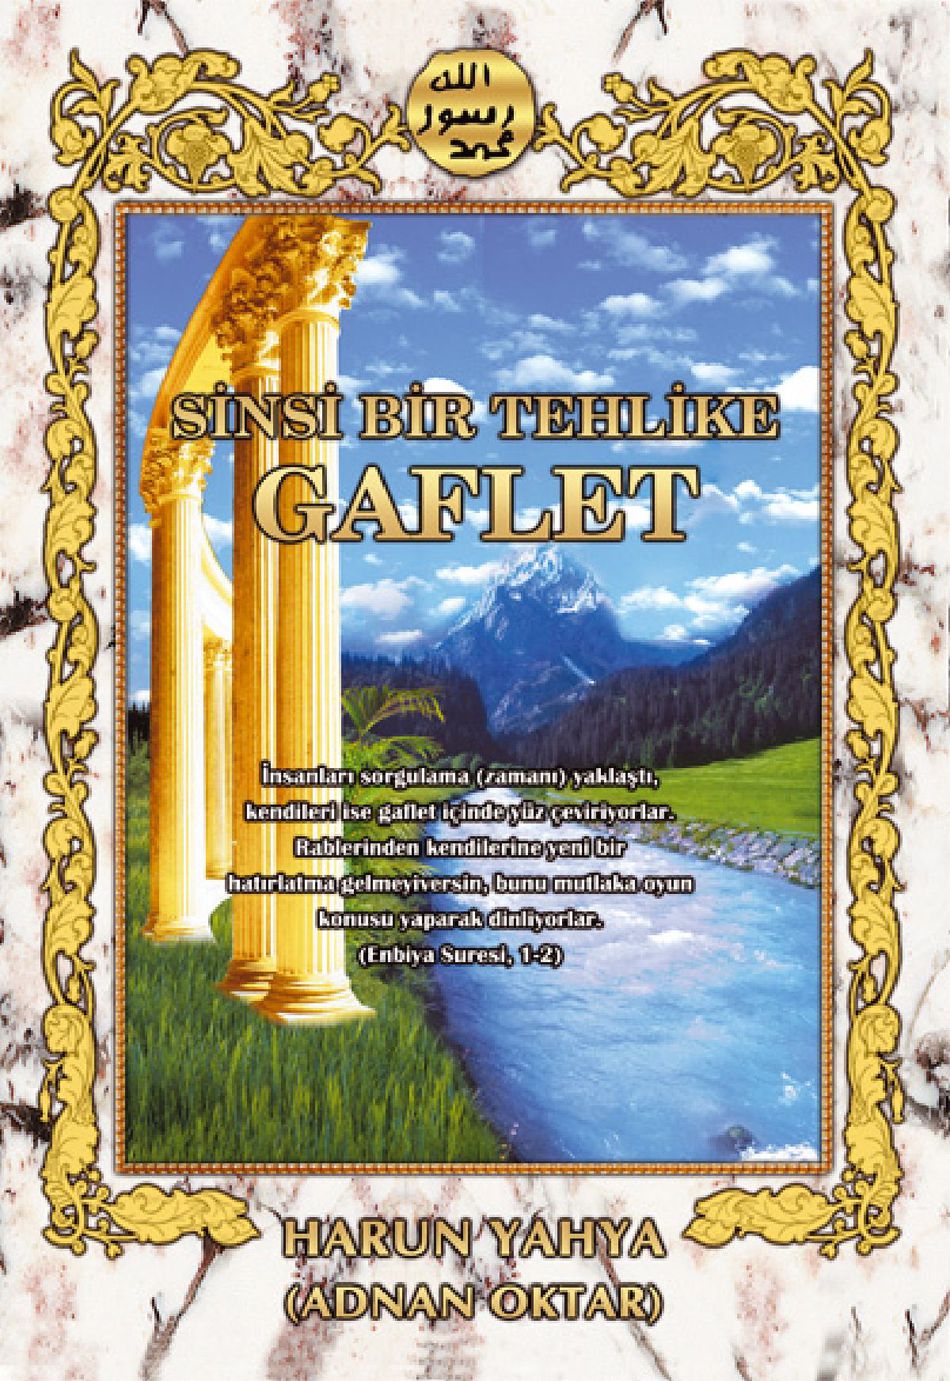 الله
رسول
محمد
SİNSİ BİR TEHLİKE
GAFLET
İnsanları sorgulama (zamanı) yaklaştı,
kendileri ise gaflet içinde yüz çeviriyorlar.
Rablerinden kendilerine yeni bir
hatırlatma gelmeyiversin, bunu mutlaka oyun
konusu yaparak dinliyorlar.
(Enbiya Suresi, 1-2)
HARUN YAHYA
(ADNAN OKTAR)